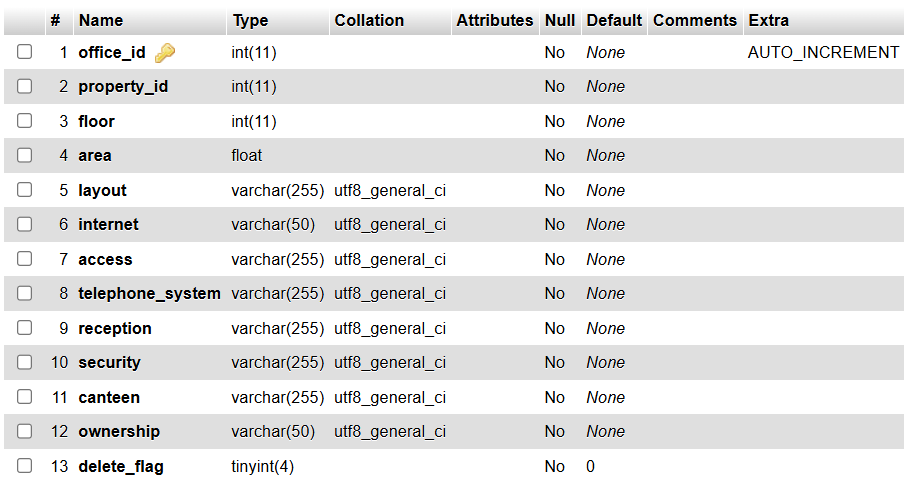 # Name Type Collation Attributes Null Default Comments Extra
1 office_id int(11) No None AUTO_INCREMENT
2 property_id int(11) No None
3 floor int(11) No None
4 area float No None
5 layout varchar(255) utf8_general_ci No None
6 internet varchar(50) utf8_general_ci No None
7 access varchar(255) utf8_general_ci No None
8 telephone_system varchar(255) utf8_general_ci No None
9 reception varchar(255) utf8_general_ci No None
10 security varchar(255) utf8_general_ci No None
11 canteen varchar(255) utf8_general_ci No None
12 ownership varchar(50) utf8_general_ci No None
13 delete_flag tinyint(4) No 0